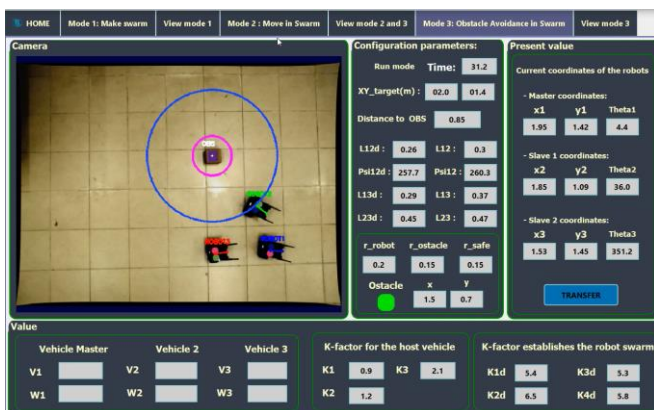 HOME Mode 1: Make swarm View mode 1 Mode 2 : Move in Swarm View mode 2 and 3 Mode 3: Obstacle Avoidance in Swarm View mode 3
Camera
OBS
Configuration parameters:
Run mode Time: 31.2
XY_target(m) : 02.0 01.4
Distance to OBS 0.85
L12d : 0.26 L12 : 0.3
Psi12d : 257.7 Psi12 : 260.3
L13d : 0.29 L13 : 0.37
L23d : 0.45 L23 : 0.47
r_robot r_ostacle r_safe
0.2 0.15 0.15
Ostacle x y
1.5 0.7
Present value
Current coordinates of the robots
- Master coordinates:
x1 y1 Theta1
1.95 1.42 4.4
- Slave 1 coordinates:
x2 y2 Theta2
1.85 1.09 36.0
- Slave 2 coordinates:
x3 y3 Theta3
1.53 1.45 351.2
TRANSFER
Value
Vehicle Master Vehicle 2 Vehicle 3
V1 V2 V3
W1 W2 W3
K-factor for the host vehicle
K1 0.9 K3 2.1
K2 1.2
K-factor establishes the robot swarm
K1d 5.4 K3d 5.3
K2d 6.5 K4d 5.8